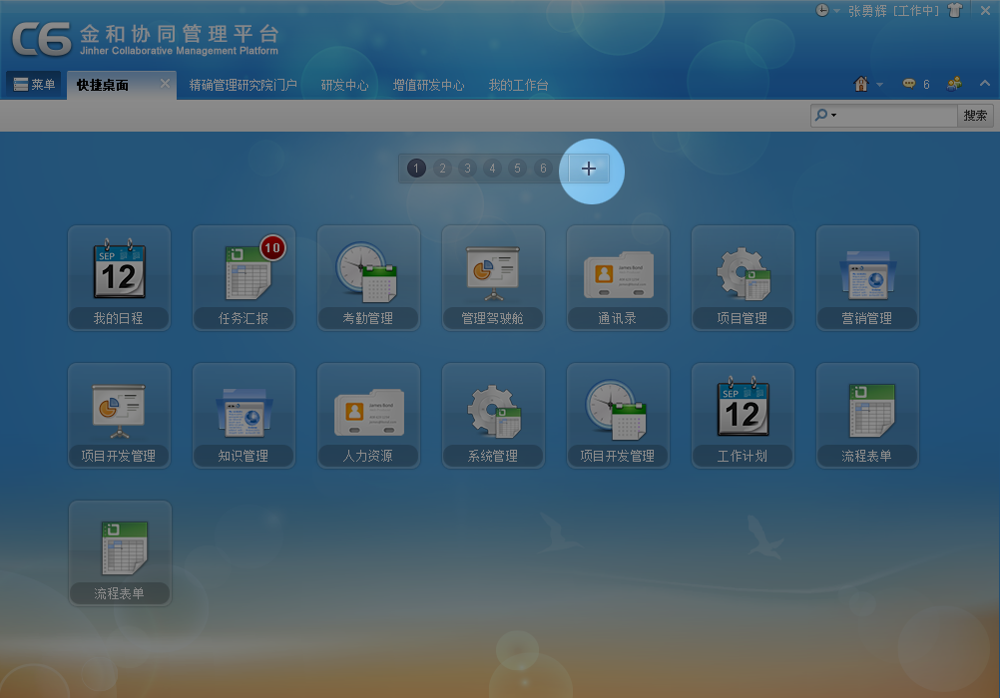 张勇辉 [工作中]
C6 金和协同管理平台
Jinher Collaborative Management Platform
菜单 快捷桌面 精确管理研究院门户 研发中心 增值研发中心 我的工作台 6
搜索
1 2 3 4 5 6 +
SEP 12 10
我的日程 任务汇报 考勤管理 管理驾驶舱 通讯录 项目管理 营销管理
SEP 12
项目开发管理 知识管理 人力资源 系统管理 项目开发管理 工作计划 流程表单
流程表单